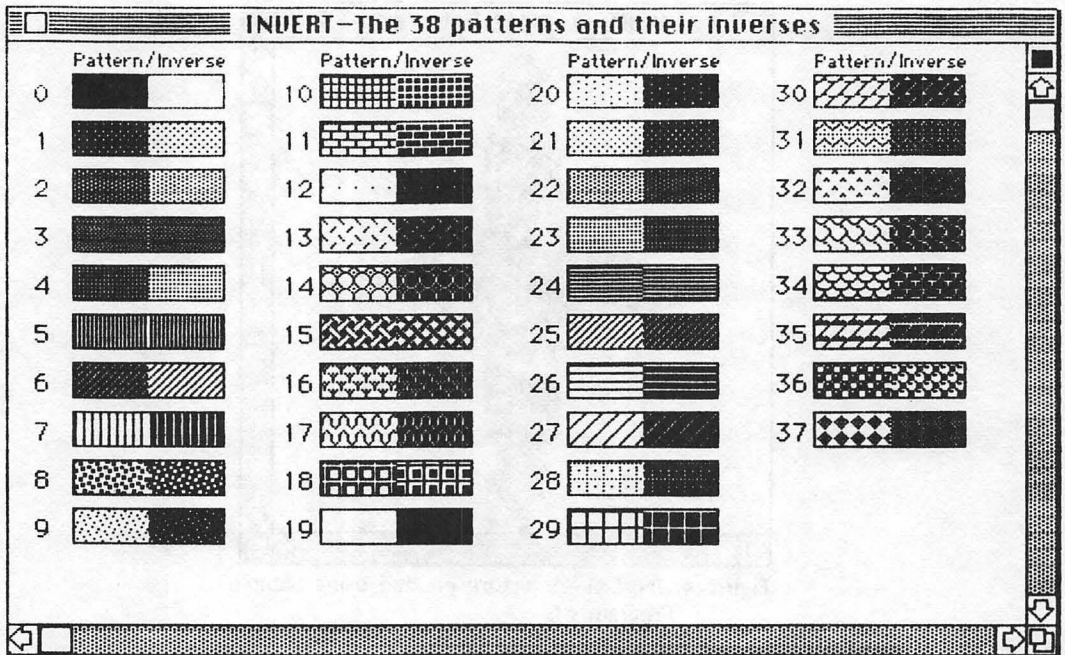 INVERT—The 38 patterns and their inverses
Pattern/Inverse Pattern/Inverse Pattern/Inverse Pattern/Inverse
0 10 20 30
1 11 21 31
2 12 22 32
3 13 23 33
4 14 24 34
5 15 25 35
6 16 26 36
7 17 27 37
8 18 28
9 19 29